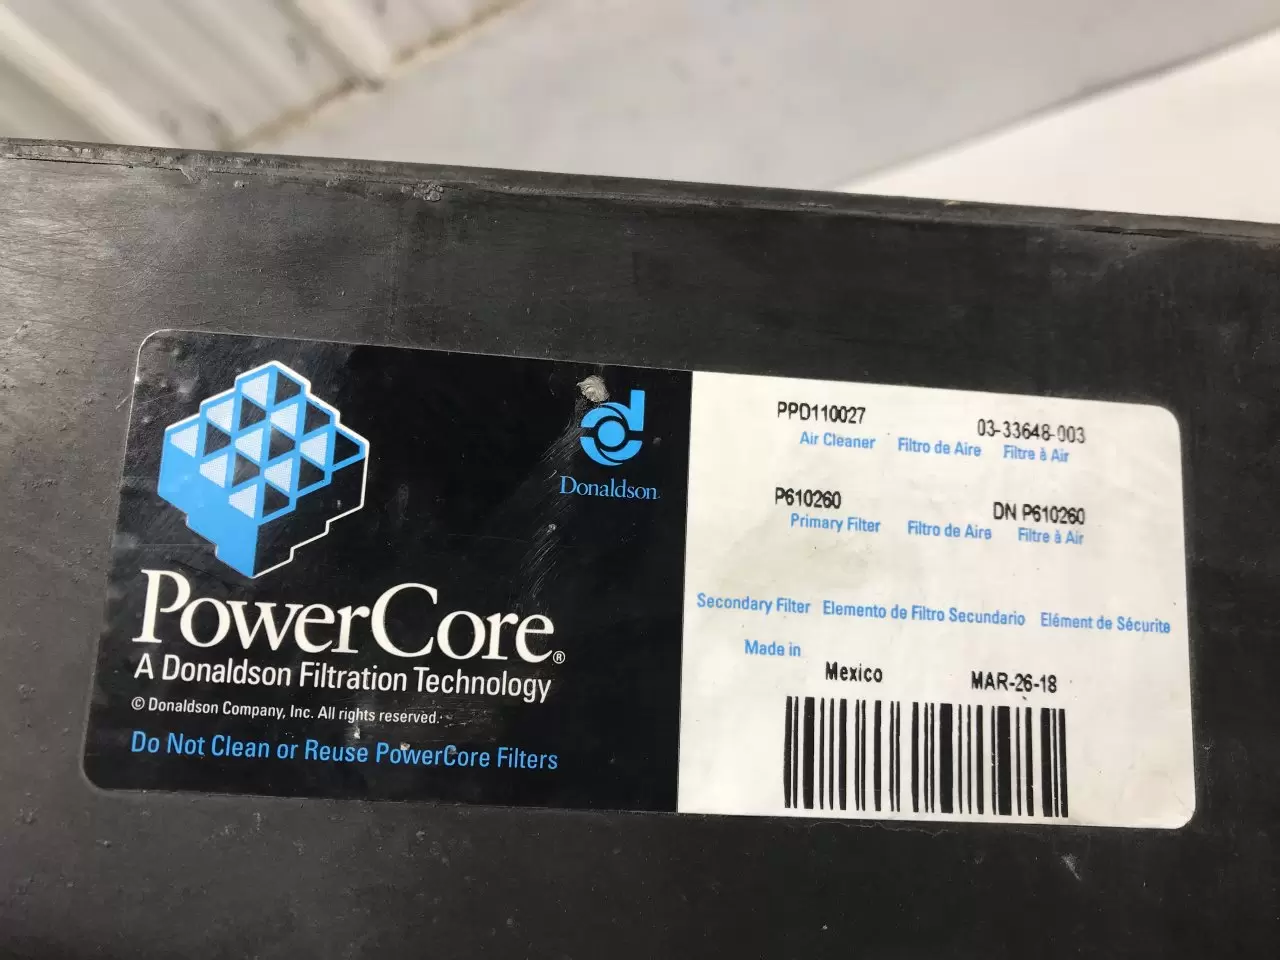 PowerCore®
A Donaldson Filtration Technology
© Donaldson Company, Inc. All rights reserved.
Do Not Clean or Reuse PowerCore Filters
Donaldson.
PPD110027 03-33648-003
Air Cleaner Filtro de Aire Filtre à Air
P610260 DN P610260
Primary Filter Filtro de Aire Filtre à Air
Secondary Filter Elemento de Filtro Secundario Elément de Sécurite
Made in
Mexico MAR-26-18